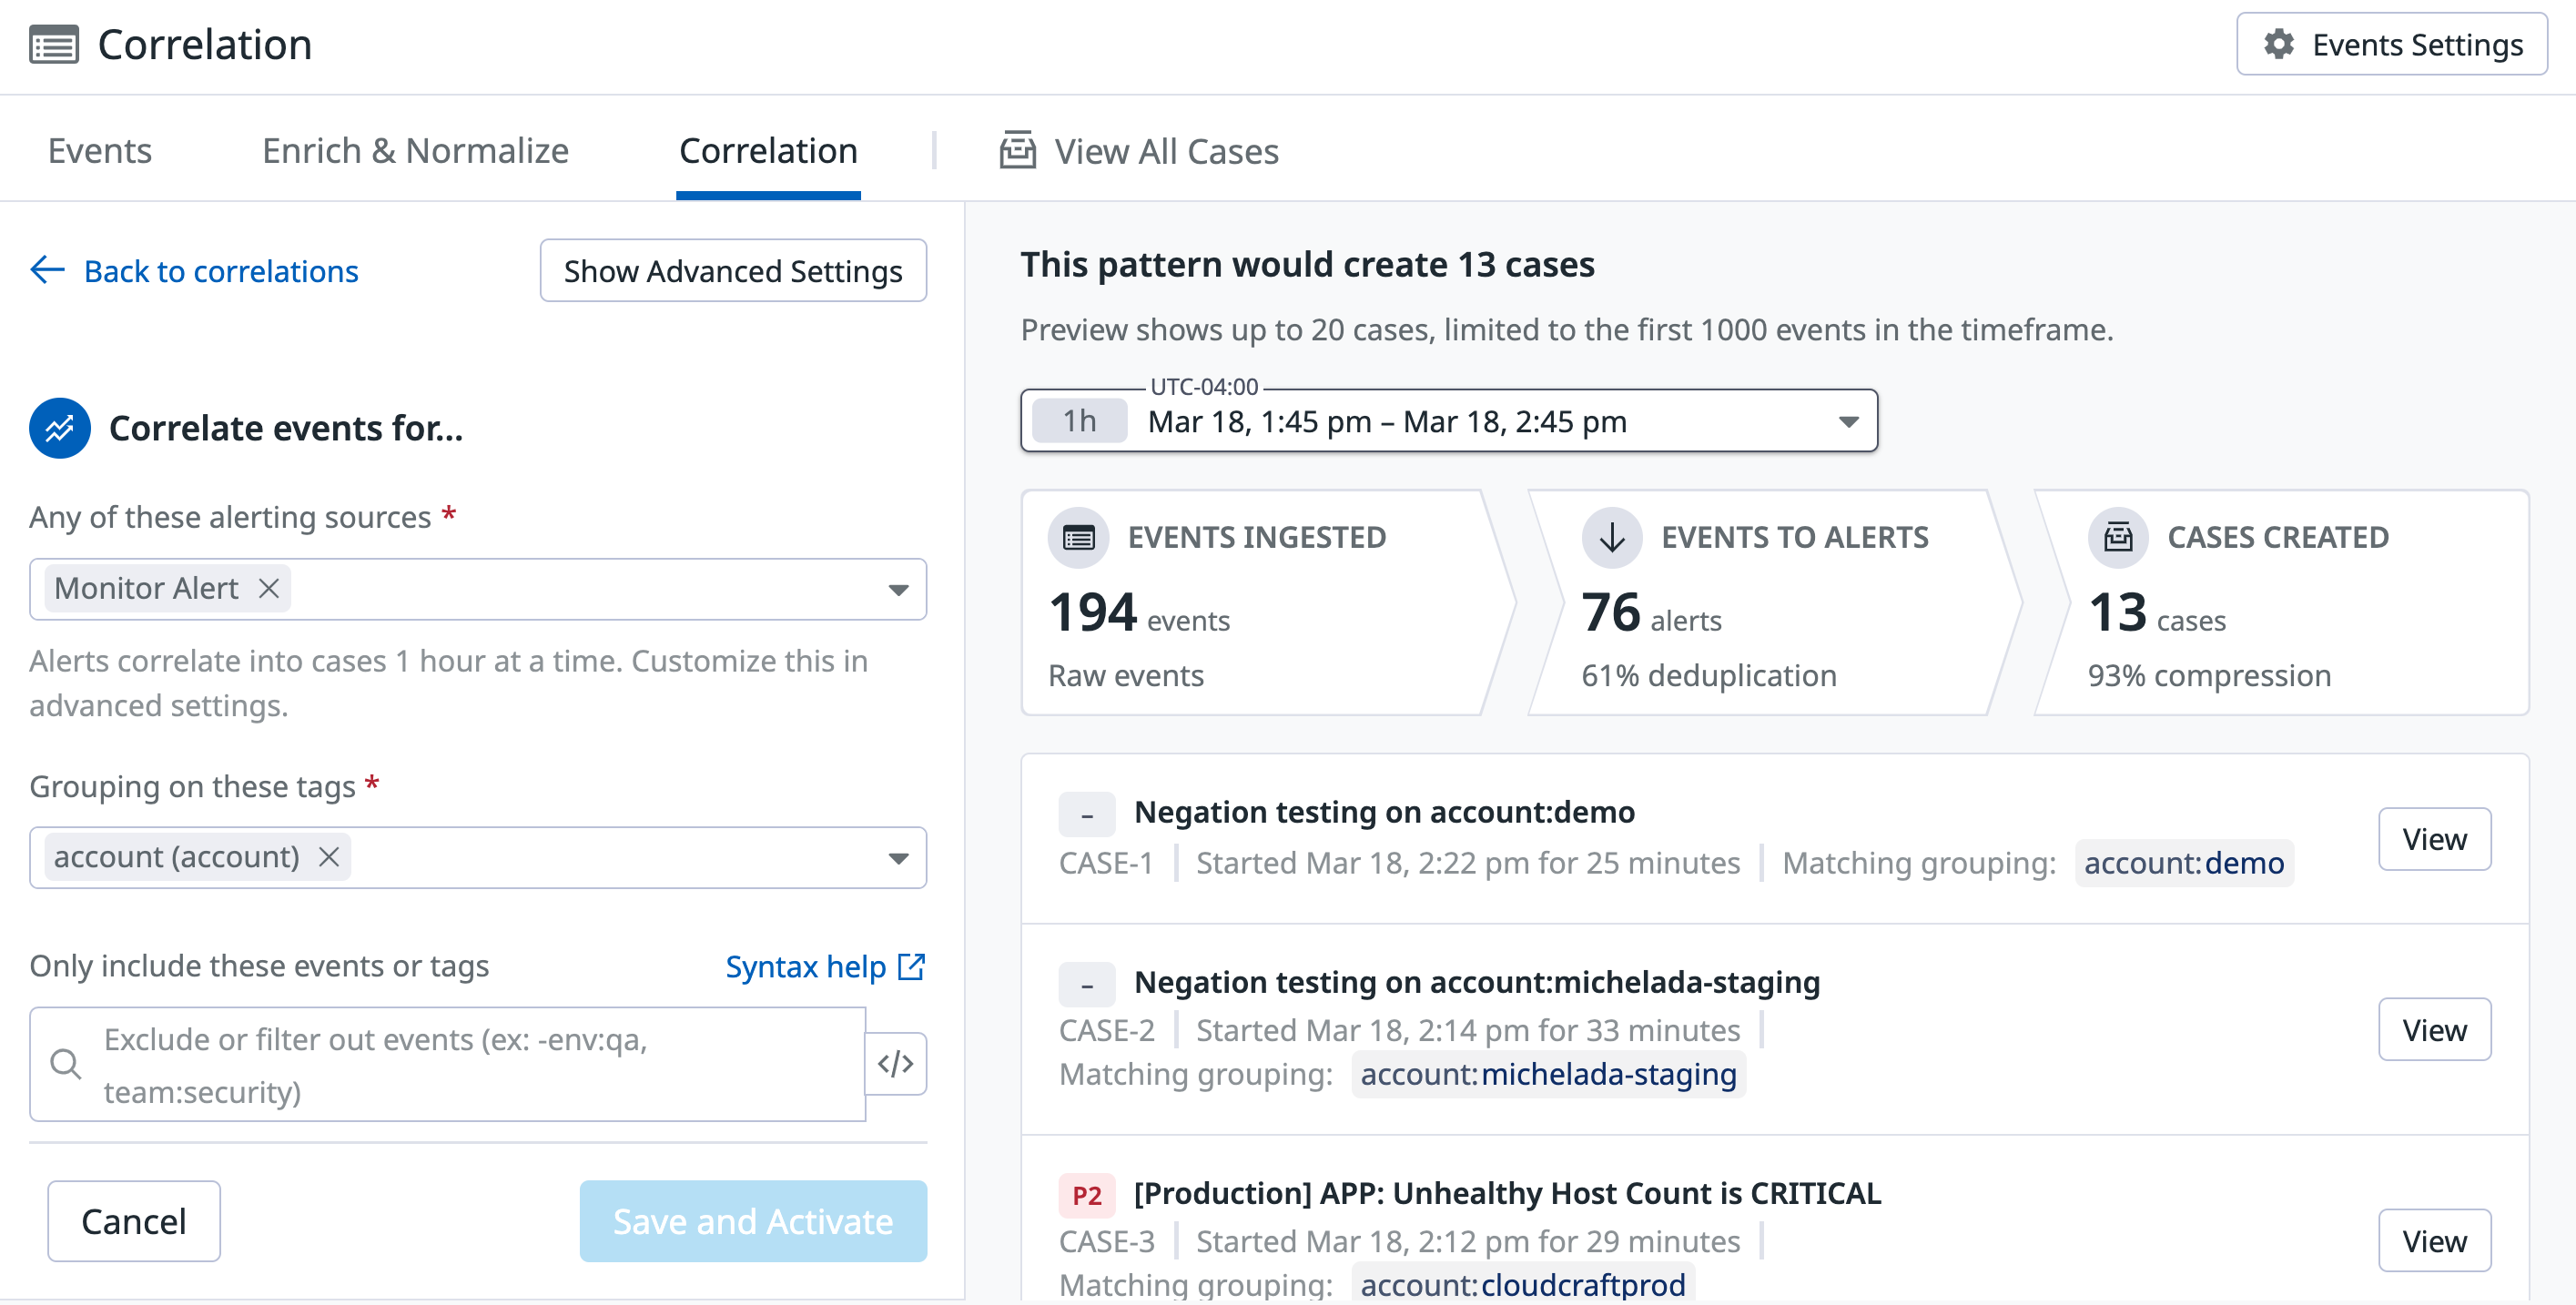 Correlation
Events Settings
Events
Enrich & Normalize
Correlation
View All Cases
Back to correlations
Show Advanced Settings
Correlate events for...
Any of these alerting sources *
Monitor Alert
Alerts correlate into cases 1 hour at a time. Customize this in
advanced settings.
Grouping on these tags *
account (account)
Only include these events or tags
Syntax help
Exclude or filter out events (ex: -env:qa,
team:security)
</>
Cancel
Save and Activate
This pattern would create 13 cases
Preview shows up to 20 cases, limited to the first 1000 events in the timeframe.
UTC-04:00
1h Mar 18, 1:45 pm – Mar 18, 2:45 pm
EVENTS INGESTED
194 events
Raw events
EVENTS TO ALERTS
76 alerts
61% deduplication
CASES CREATED
13 cases
93% compression
– Negation testing on account:demo
CASE-1 Started Mar 18, 2:22 pm for 25 minutes Matching grouping: account:demo
View
– Negation testing on account:michelada-staging
CASE-2 Started Mar 18, 2:14 pm for 33 minutes
Matching grouping: account:michelada-staging
View
P2 [Production] APP: Unhealthy Host Count is CRITICAL
CASE-3 Started Mar 18, 2:12 pm for 29 minutes
Matching grouping: account:cloudcraftprod
View